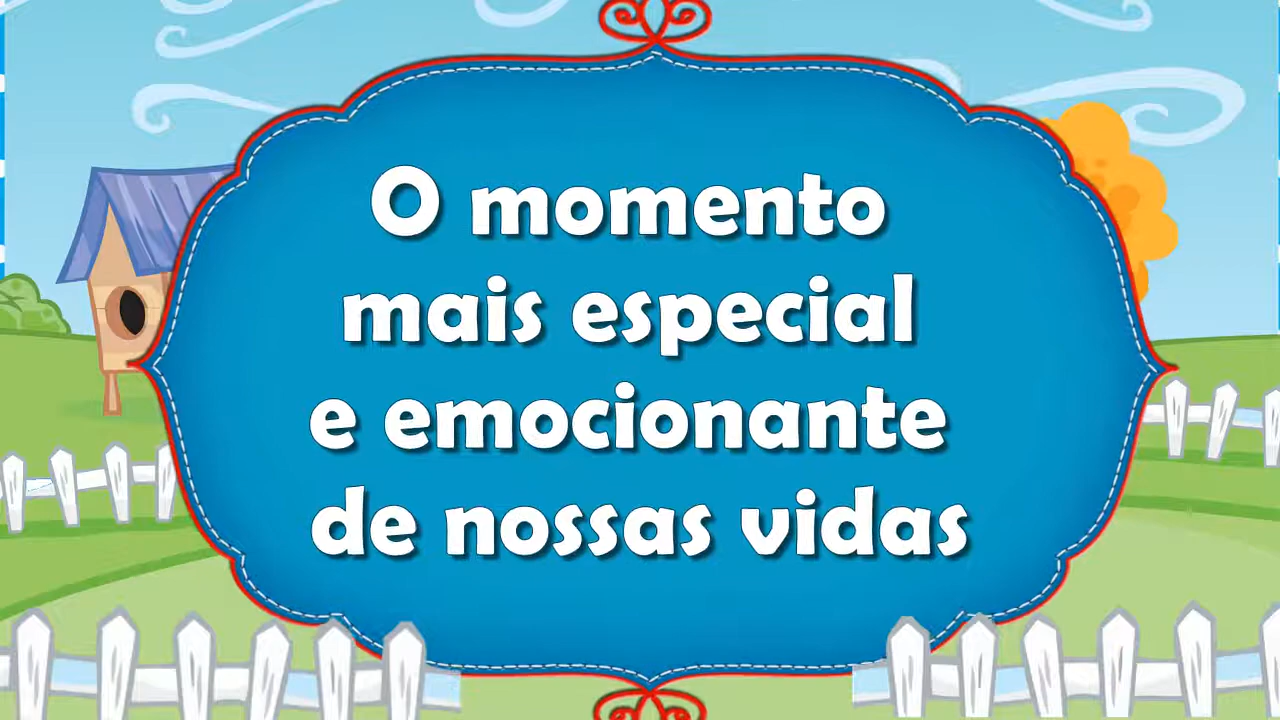 O momento
mais especial
e emocionante
de nossas vidas